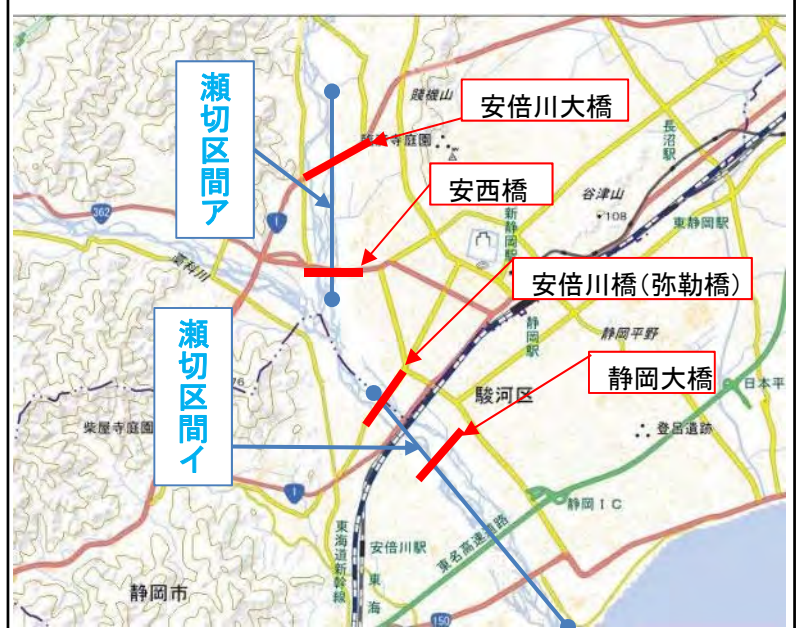 瀬切区間ア
安倍川大橋
賤機山
長沼駅
安西橋
谷津山
108
東静岡駅
新静岡駅
362
1
藁科川
安倍川橋（弥勒橋）
瀬切区間イ
静岡駅
静岡平野
静岡大橋
日本平
駿河区
登呂遺跡
柴屋寺庭園
1
静岡IC
東海道新幹線
安倍川駅
東名高速道路
東海
静岡市
150